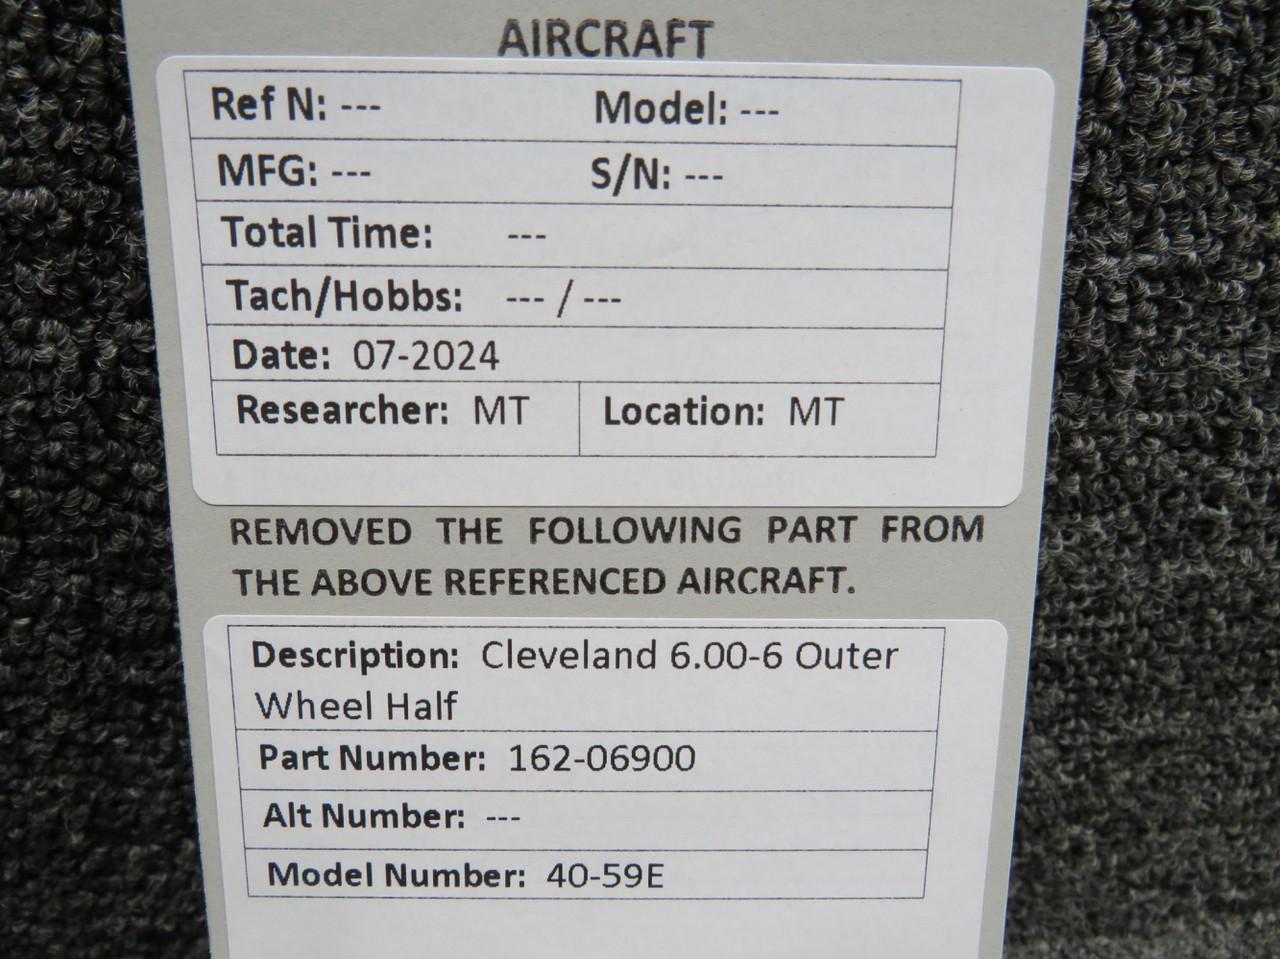 AIRCRAFT
Ref N: --- Model: ---
MFG: --- S/N: ---
Total Time: ---
Tach/Hobbs: --- / ---
Date: 07-2024
Researcher: MT Location: MT
REMOVED THE FOLLOWING PART FROM
THE ABOVE REFERENCED AIRCRAFT.
Description: Cleveland 6.00-6 Outer
Wheel Half
Part Number: 162-06900
Alt Number: ---
Model Number: 40-59E